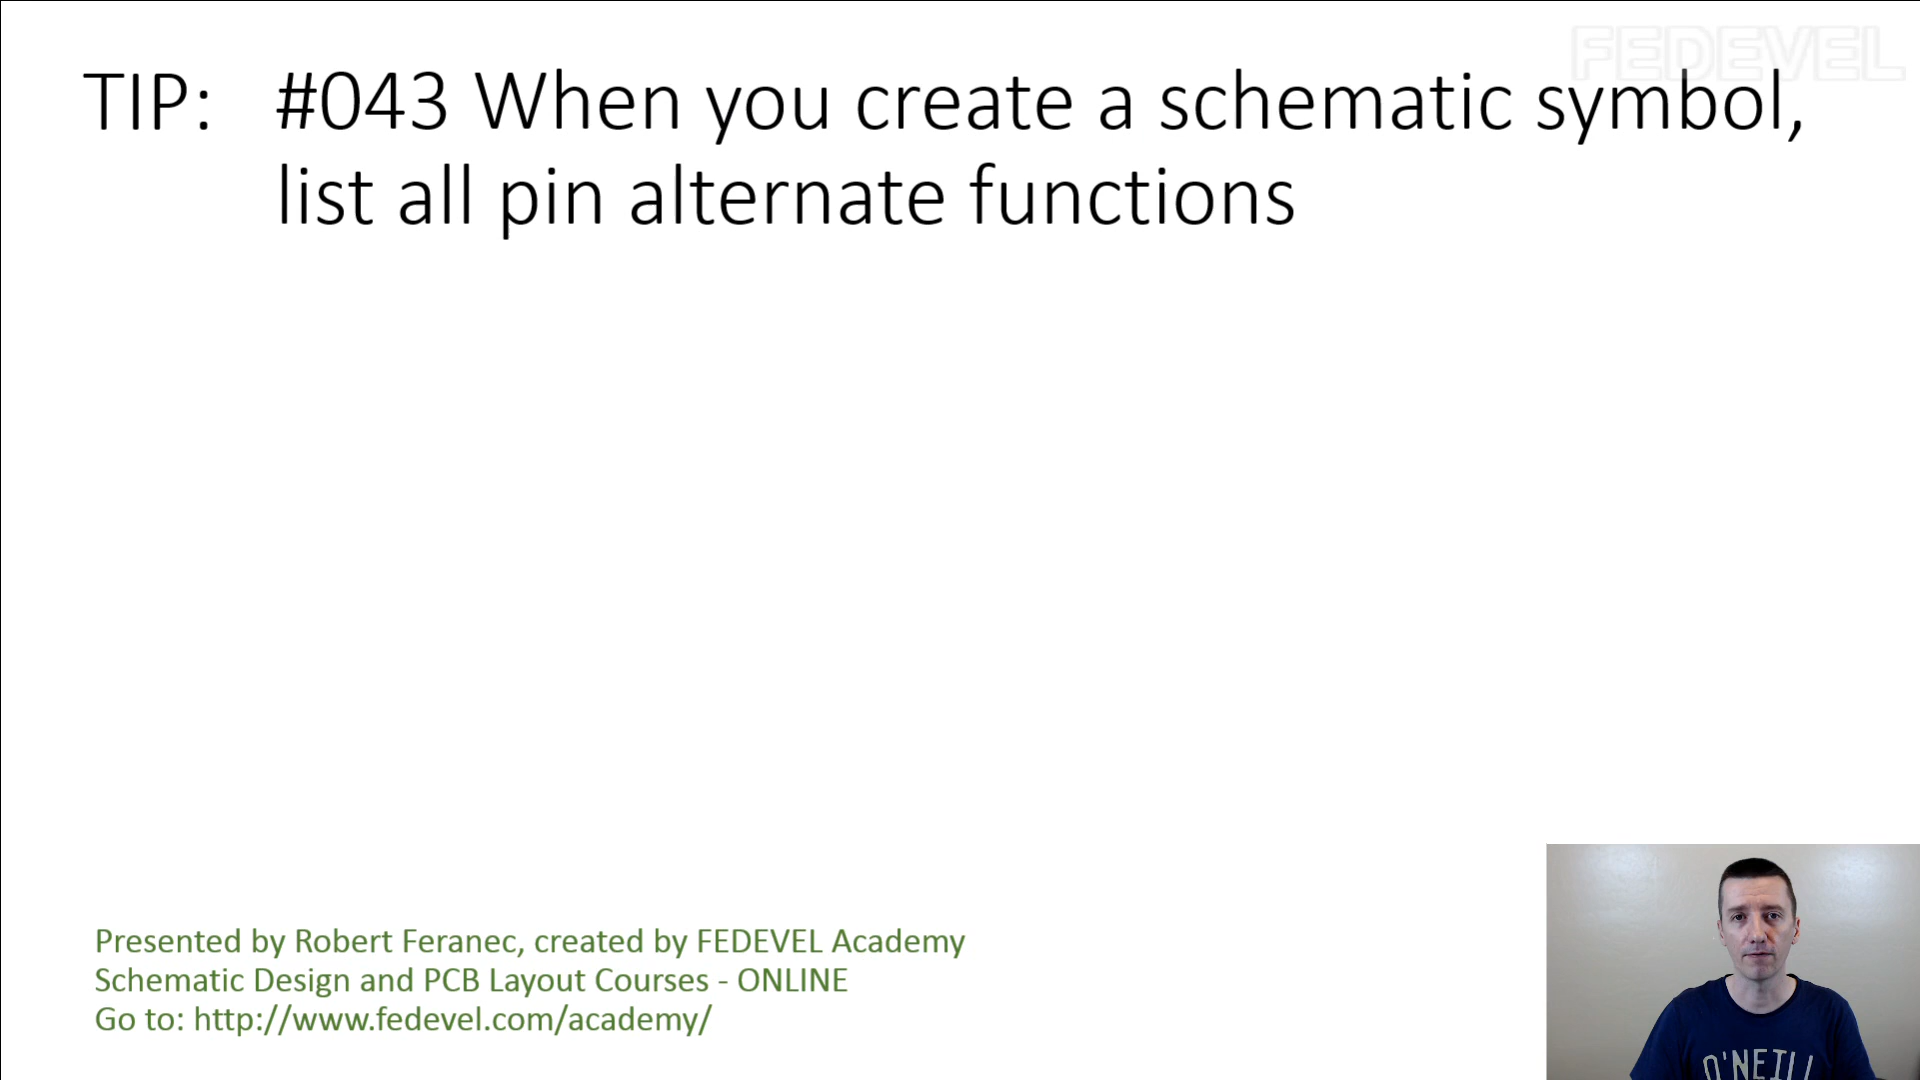 FEDEVEL
TIP: #043 When you create a schematic symbol,
list all pin alternate functions
Presented by Robert Feranec, created by FEDEVEL Academy
Schematic Design and PCB Layout Courses - ONLINE
Go to: http://www.fedevel.com/academy/
O'NEILL